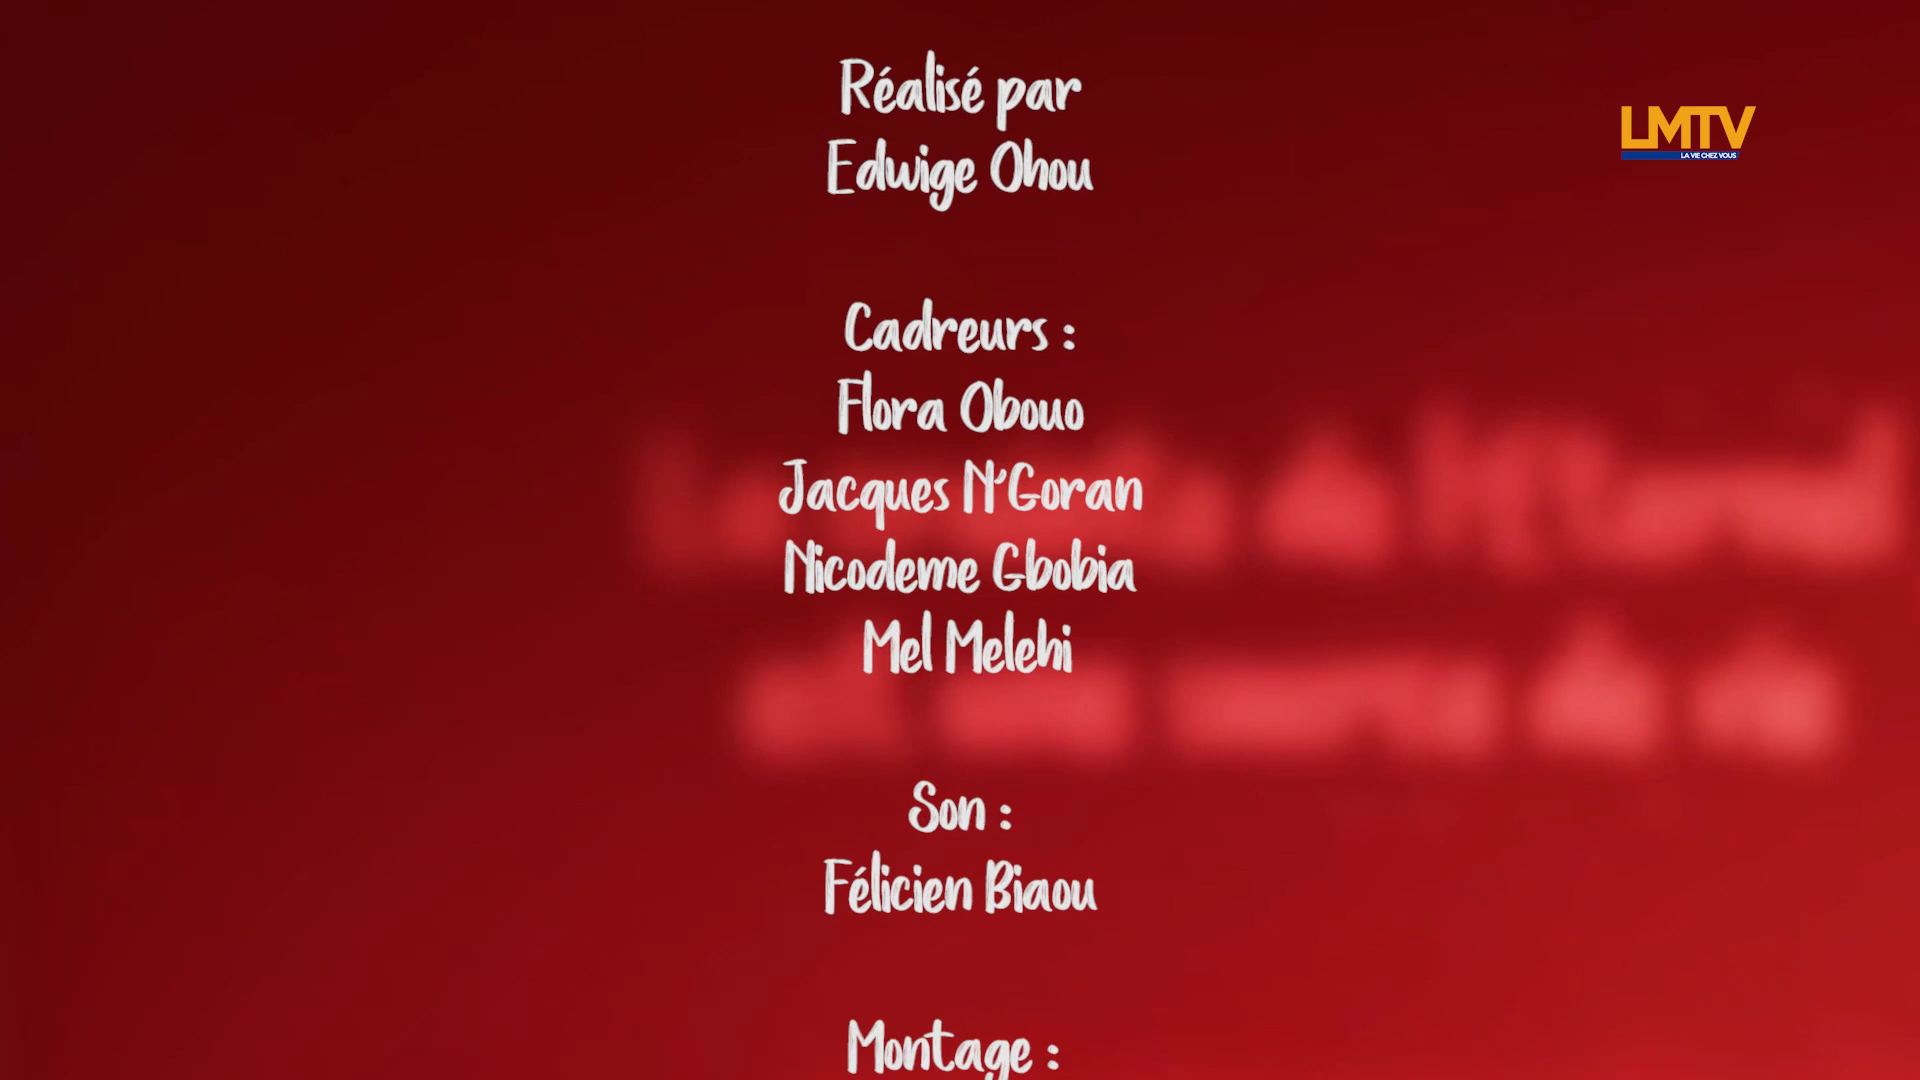 Réalisé par
Edwige Ohou
LMTV
LA VIE CHEZ VOUS
Cadreurs :
Flora Obouo
Jacques N'Goran
Nicodeme Gbobia
Mel Melehi
Son :
Félicien Biaou
Montage :